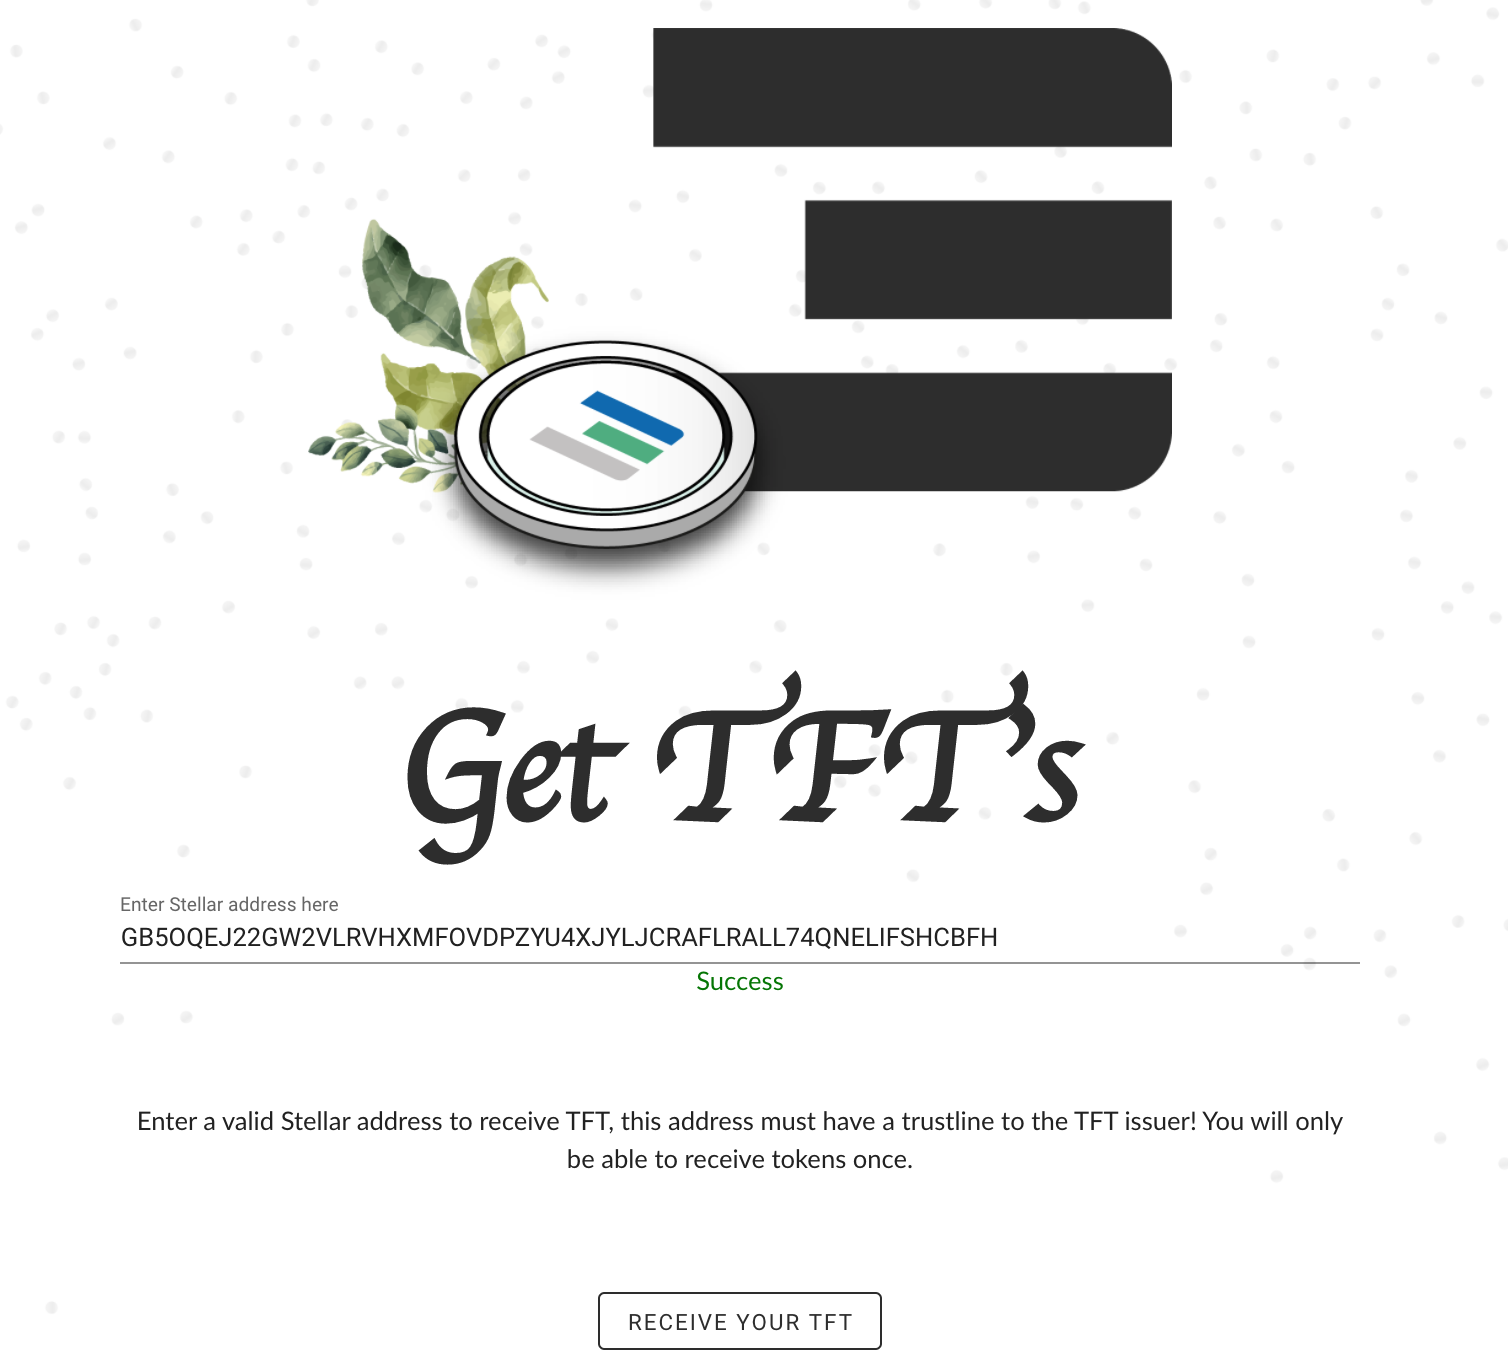 Get TFT's
Enter Stellar address here
GB5OQEJ22GW2VLRVHXMFOVDPZYU4XJYLJCRAFLRALL74QNELIFSHCBFH
Success
Enter a valid Stellar address to receive TFT, this address must have a trustline to the TFT issuer! You will only
be able to receive tokens once.
RECEIVE YOUR TFT